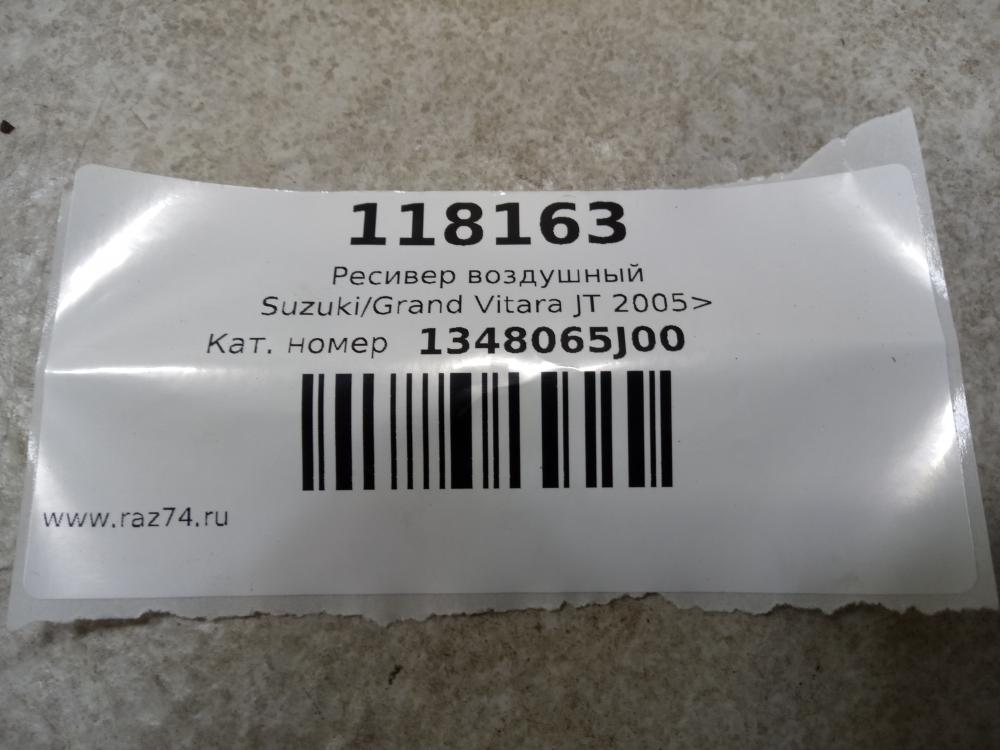 118163
Ресивер воздушный
Suzuki/Grand Vitara JT 2005>
Кат. номер 1348065J00
www.raz74.ru